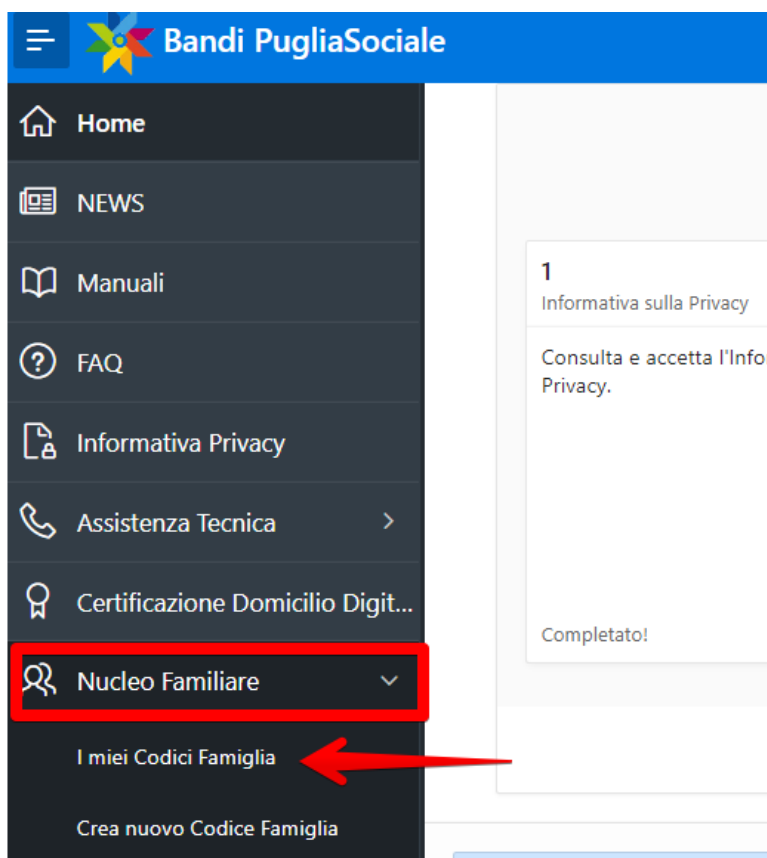 Bandi PugliaSociale
Home
NEWS
Manuali
FAQ
Informativa Privacy
Assistenza Tecnica
Certificazione Domicilio Digit...
Nucleo Familiare
I miei Codici Famiglia
Crea nuovo Codice Famiglia
1
Informativa sulla Privacy
Consulta e accetta l'Info
Privacy.
Completato!